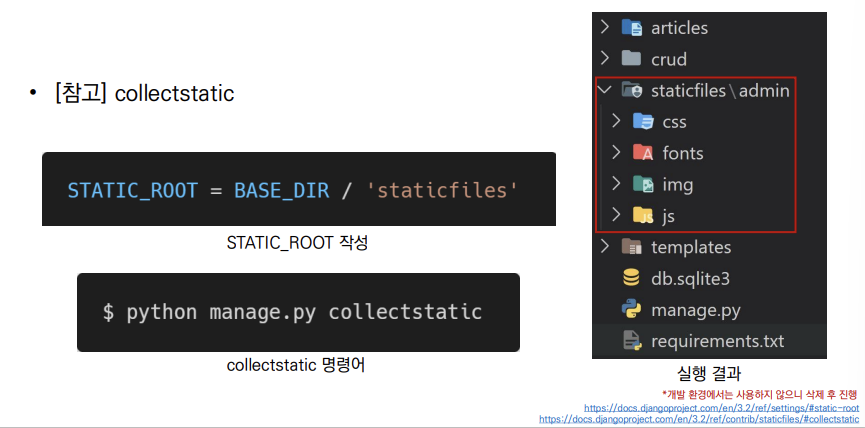 • [참고] collectstatic
STATIC_ROOT = BASE_DIR / 'staticfiles'
STATIC_ROOT 작성
$ python manage.py collectstatic
collectstatic 명령어
articles
crud
staticfiles\admin
css
fonts
img
js
templates
db.sqlite3
manage.py
requirements.txt
실행 결과
*개발 환경에서는 사용하지 않으니 삭제 후 진행
https://docs.djangoproject.com/en/3.2/ref/settings/#static-root
https://docs.djangoproject.com/en/3.2/ref/contrib/staticfiles/#collectstatic